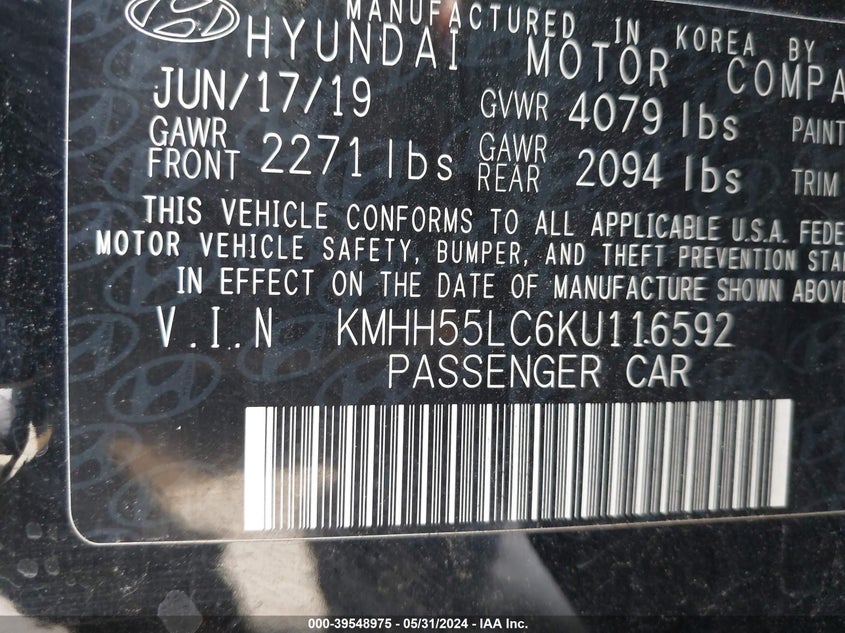 MANUFACTURED IN KOREA BY
HYUNDAI MOTOR COMPA
JUN/17/19 GVWR 4079 lbs PAINT
GAWR FRONT 2271 lbs GAWR REAR 2094 lbs TRIM
THIS VEHICLE CONFORMS TO ALL APPLICABLE U.S.A. FEDE
MOTOR VEHICLE SAFETY, BUMPER, AND THEFT PREVENTION STA
IN EFFECT ON THE DATE OF MANUFACTURE SHOWN ABOVE
V.I.N KMHH55LC6KU116592
PASSENGER CAR
000-39548975 - 05/31/2024 - IAA Inc.